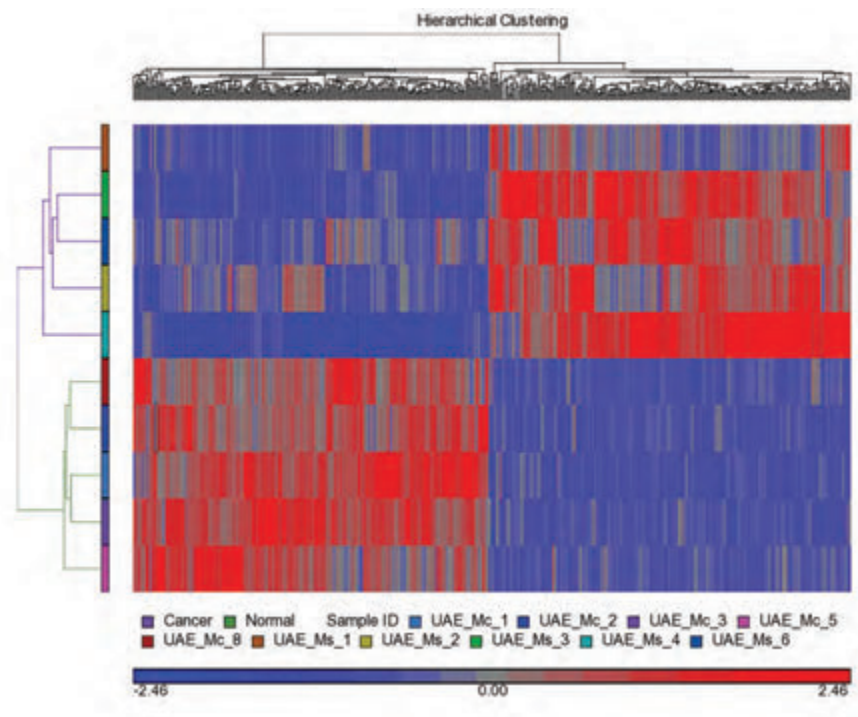 Hierarchical Clustering
Cancer Normal Sample ID UAE_Mc_1 UAE_Mc_2 UAE_Mc_3 UAE_Mc_5
UAE_Mc_8 UAE_Ms_1 UAE_Ms_2 UAE_Ms_3 UAE_Ms_4 UAE_Ms_6
-2.46 0.00 2.46